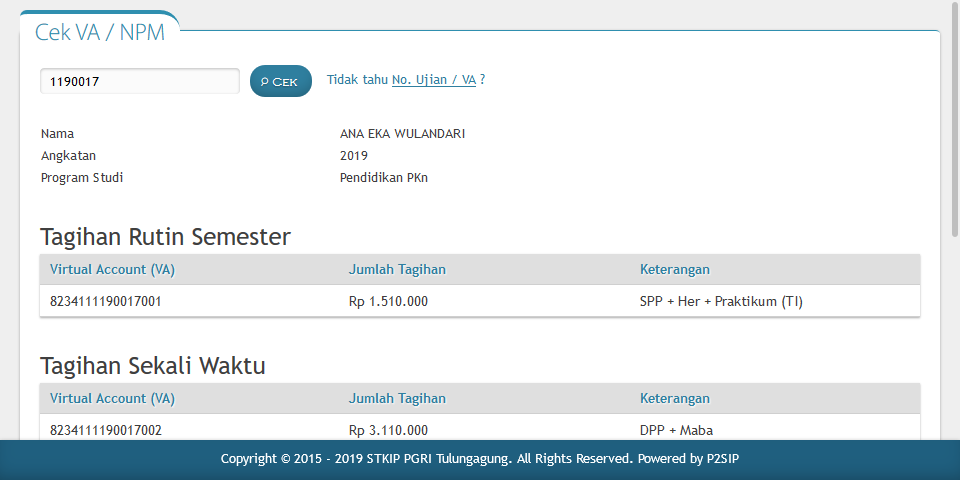 Cek VA / NPM
1190017 CEK Tidak tahu No. Ujian / VA ?
Nama ANA EKA WULANDARI
Angkatan 2019
Program Studi Pendidikan PKn
Tagihan Rutin Semester
Virtual Account (VA) Jumlah Tagihan Keterangan
8234111190017001 Rp 1.510.000 SPP + Her + Praktikum (TI)
Tagihan Sekali Waktu
Virtual Account (VA) Jumlah Tagihan Keterangan
8234111190017002 Rp 3.110.000 DPP + Maba
Copyright © 2015 - 2019 STKIP PGRI Tulungagung. All Rights Reserved. Powered by P2SIP